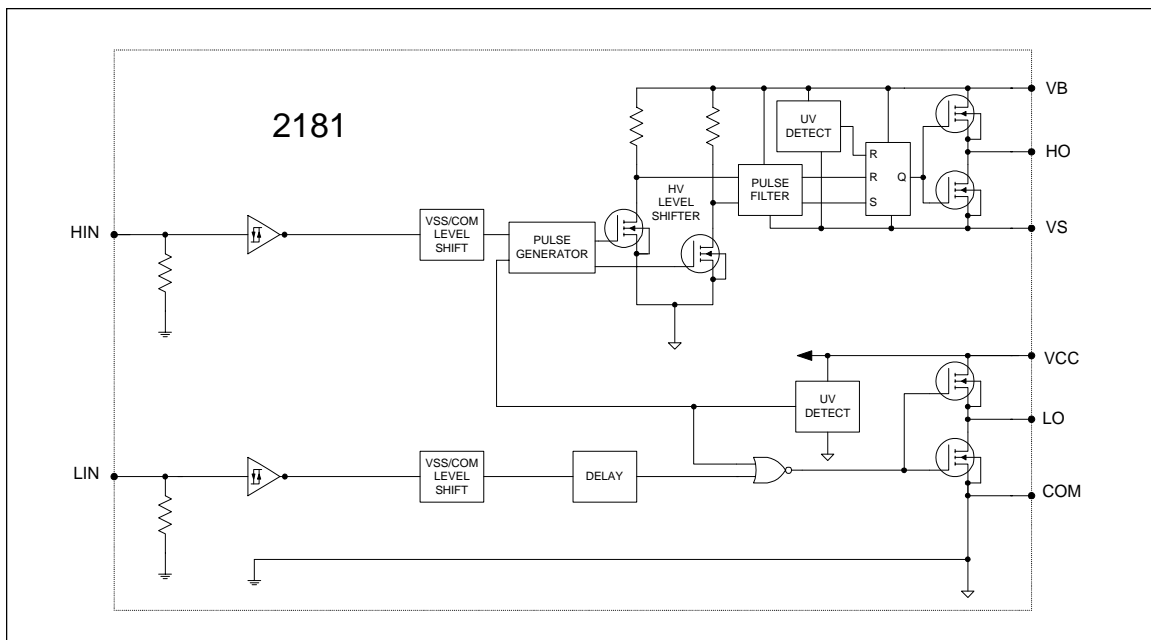 2181
VB
UV
DETECT
HO
R
R
Q
S
PULSE
FILTER
HV
LEVEL
SHIFTER
VS
HIN
VSS/COM
LEVEL
SHIFT
PULSE
GENERATOR
VCC
UV
DETECT
LO
LIN
VSS/COM
LEVEL
SHIFT
DELAY
COM